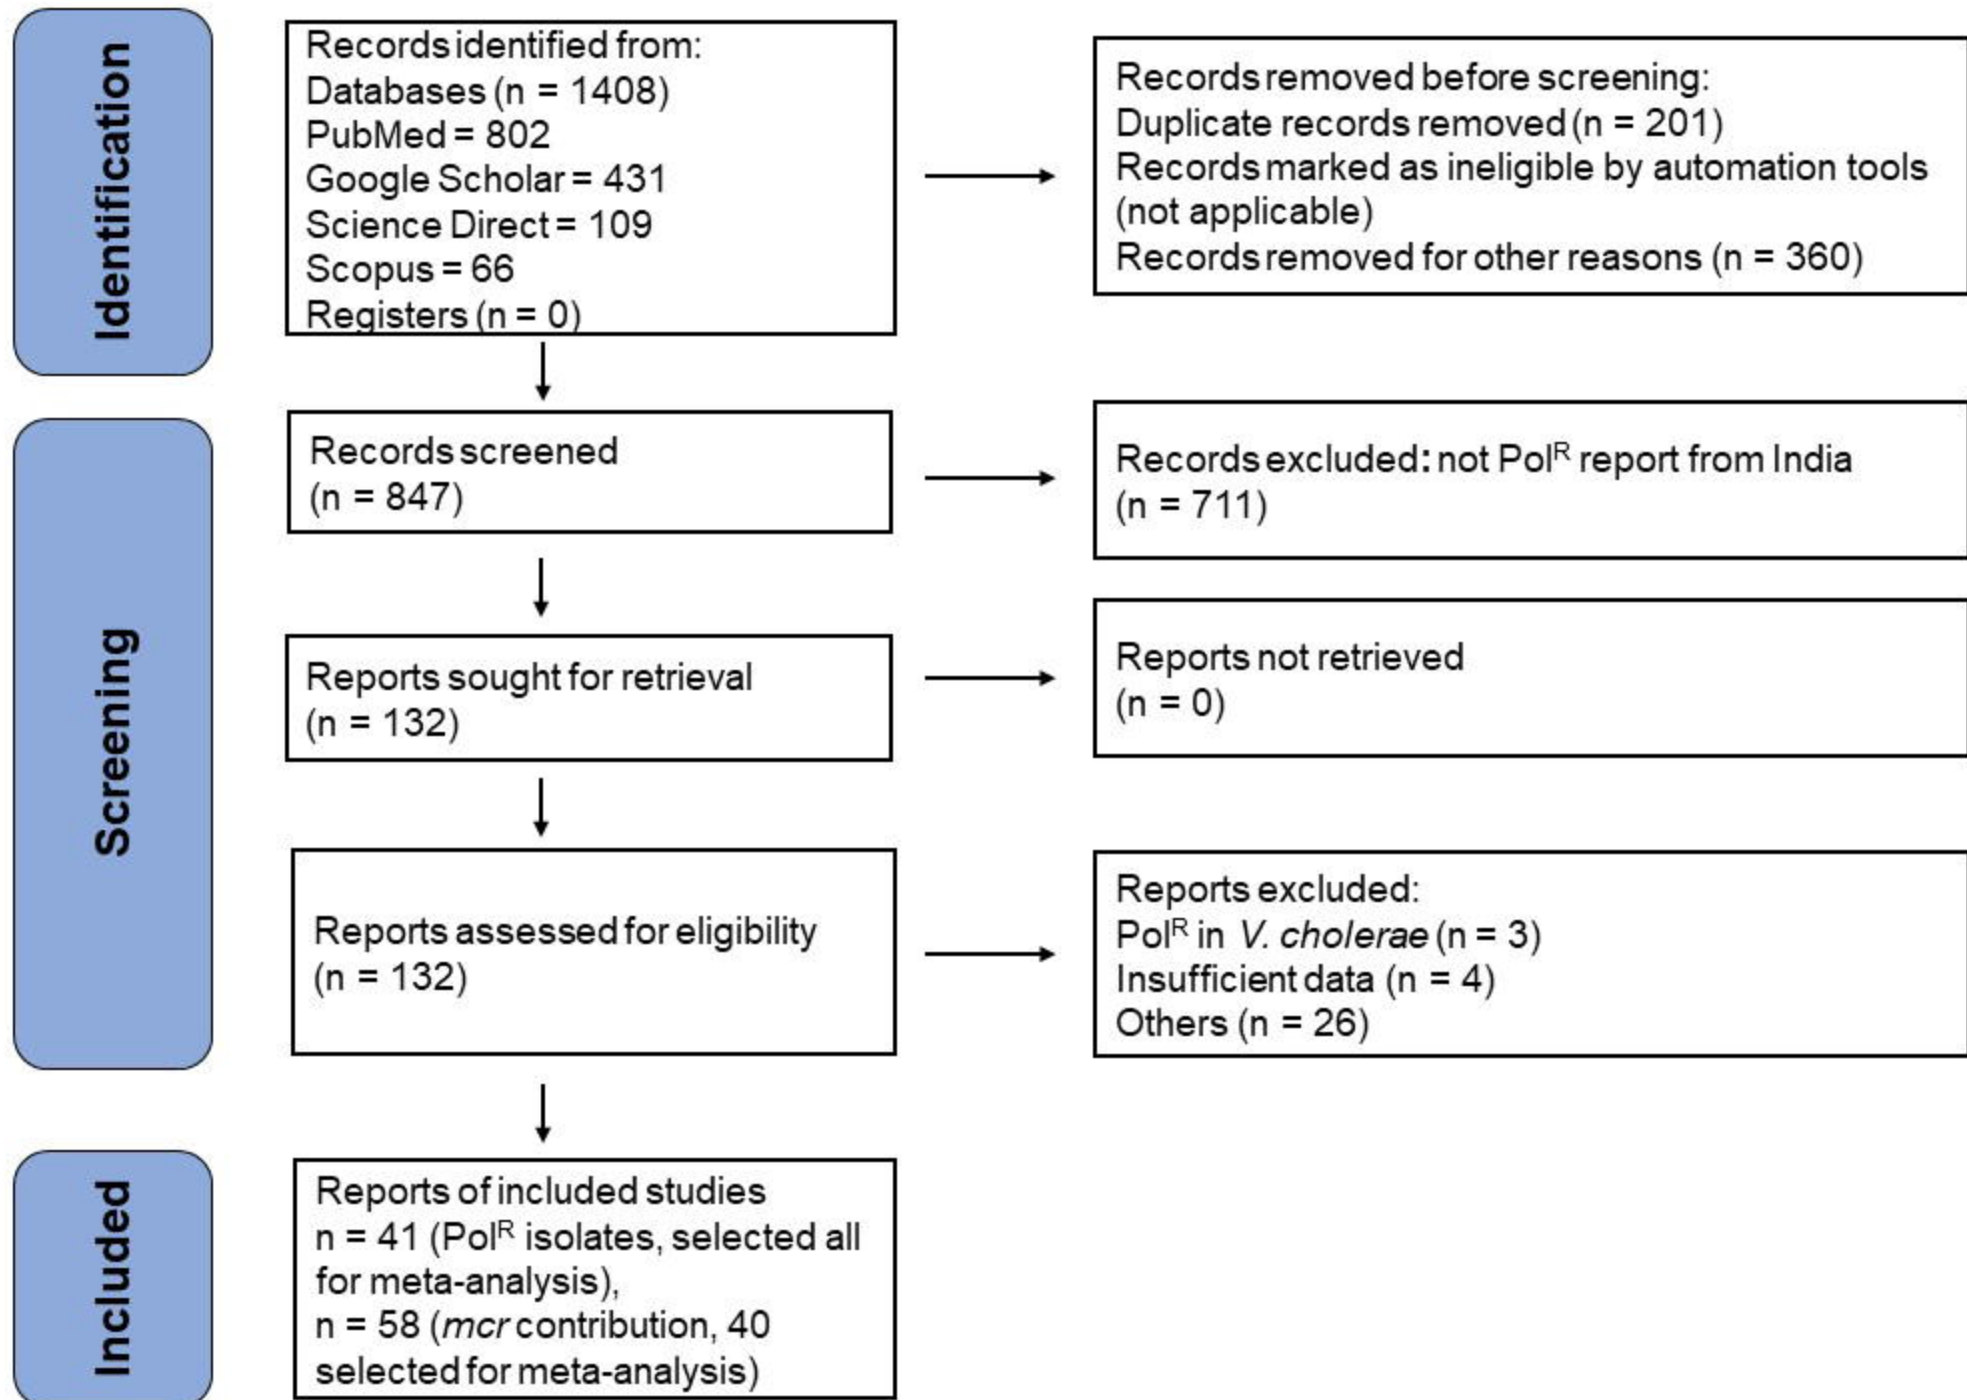 Identification
Records identified from:
Databases (n = 1408)
PubMed = 802
Google Scholar = 431
Science Direct = 109
Scopus = 66
Registers (n = 0)
Records removed before screening:
Duplicate records removed (n = 201)
Records marked as ineligible by automation tools
(not applicable)
Records removed for other reasons (n = 360)
Screening
Records screened
(n = 847)
Records excluded: not Polᴿ report from India
(n = 711)
Reports sought for retrieval
(n = 132)
Reports not retrieved
(n = 0)
Reports assessed for eligibility
(n = 132)
Reports excluded:
Polᴿ in V. cholerae (n = 3)
Insufficient data (n = 4)
Others (n = 26)
Included
Reports of included studies
n = 41 (Polᴿ isolates, selected all
for meta-analysis),
n = 58 (mcr contribution, 40
selected for meta-analysis)